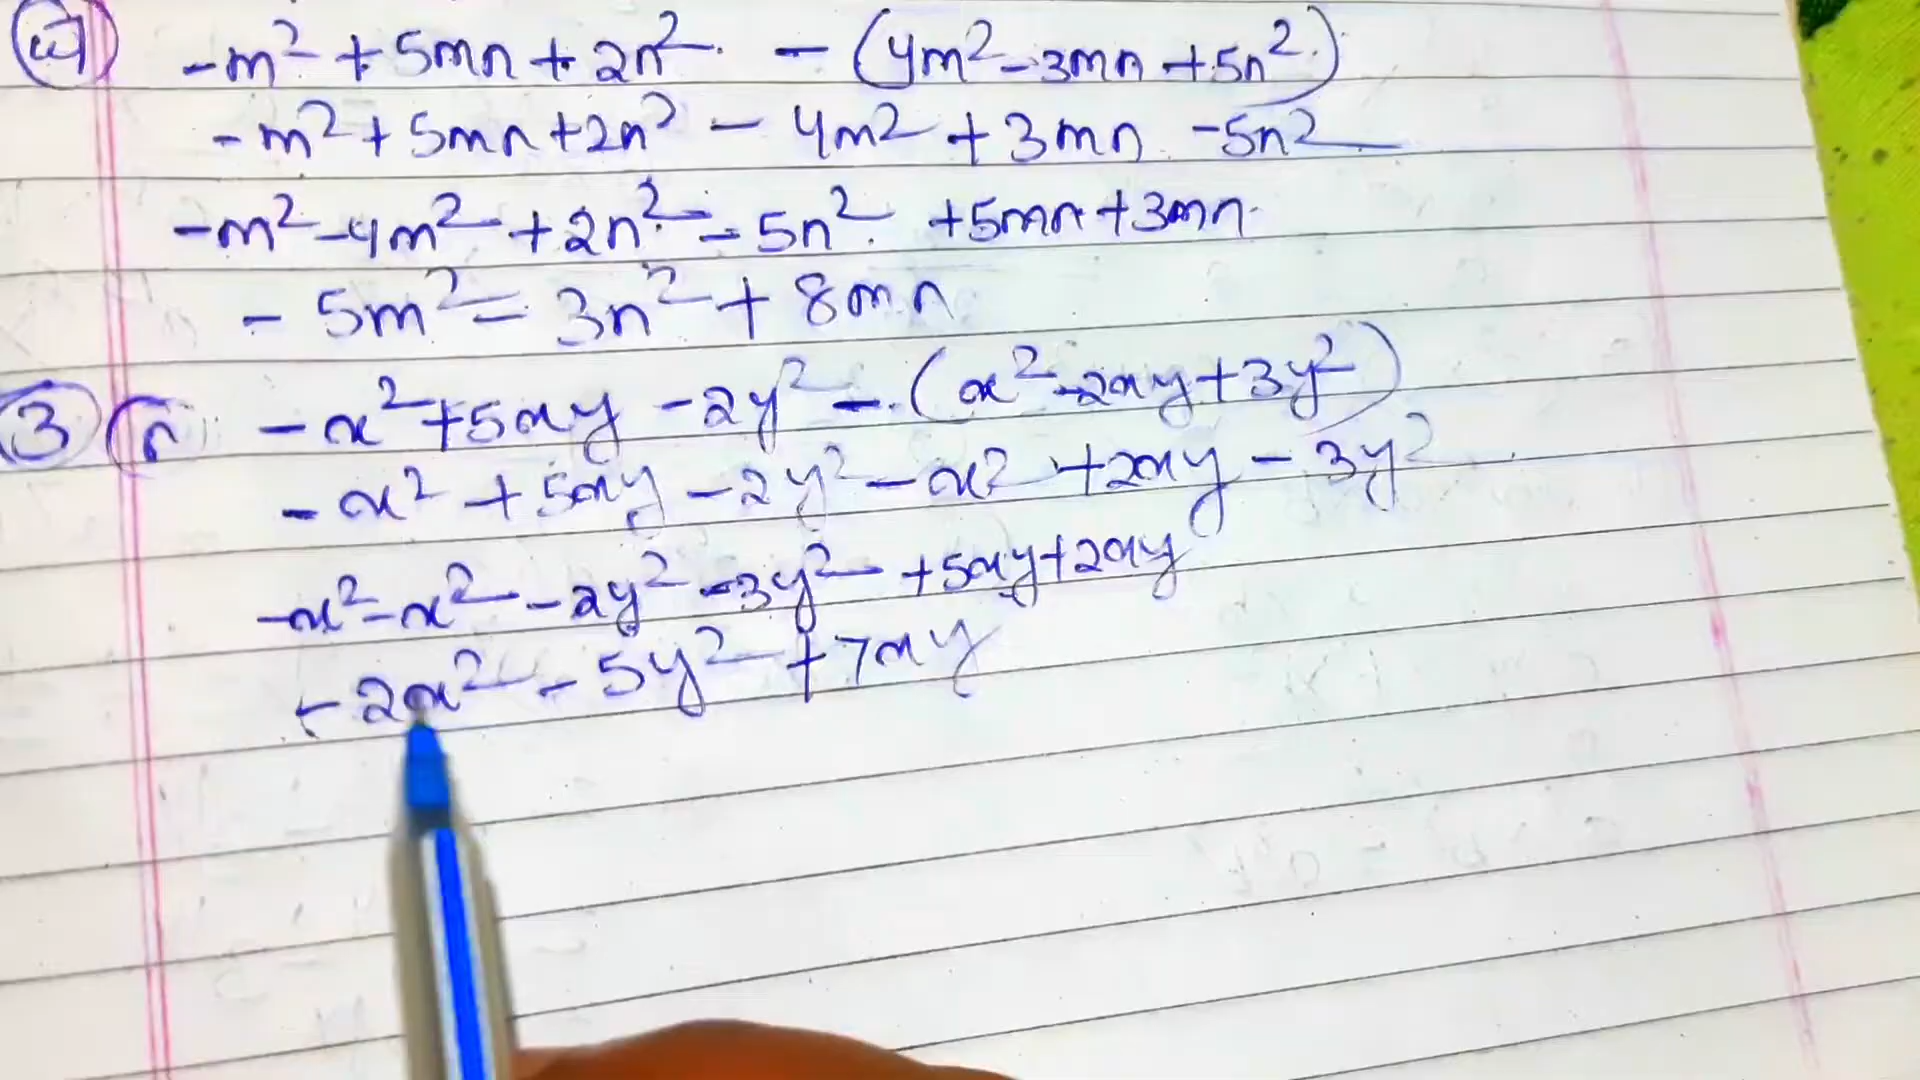 -m² + 5mn + 2n² - (4m² - 3mn + 5n²)
-m² + 5mn + 2n² - 4m² + 3mn - 5n²
-m² - 4m² + 2n² - 5n² + 5mn + 3mn
- 5m² - 3n² + 8mn
3 -x² + 5xy - 2y² - (x² - 2xy + 3y²)
-x² + 5xy - 2y² - x² + 2xy - 3y²
-x² - x² - 2y² - 3y² + 5xy + 2xy
-2x² - 5y² + 7xy